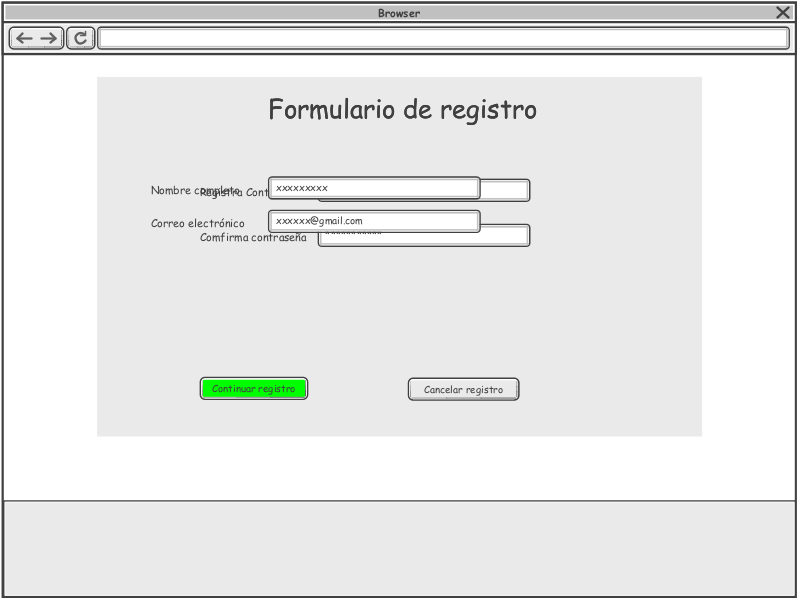 Browser
Formulario de registro
Nombre completo
xxxxxxxxx
Registra Cont
Correo electrónico
xxxxxx@gmail.com
Comfirma contraseña
Continuar registro
Cancelar registro